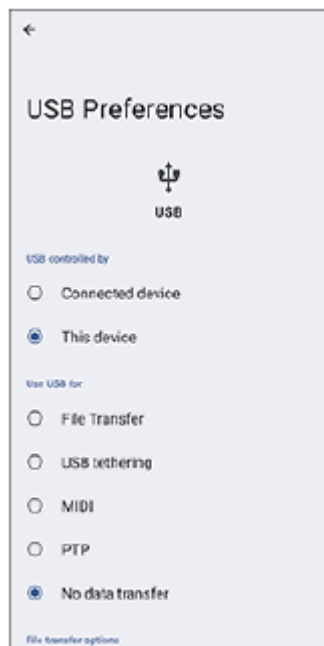 USB Preferences
USB
USB controlled by
Connected device
This device
Use USB for
File Transfer
USB tethering
MIDI
PTP
No data transfer
File transfer options